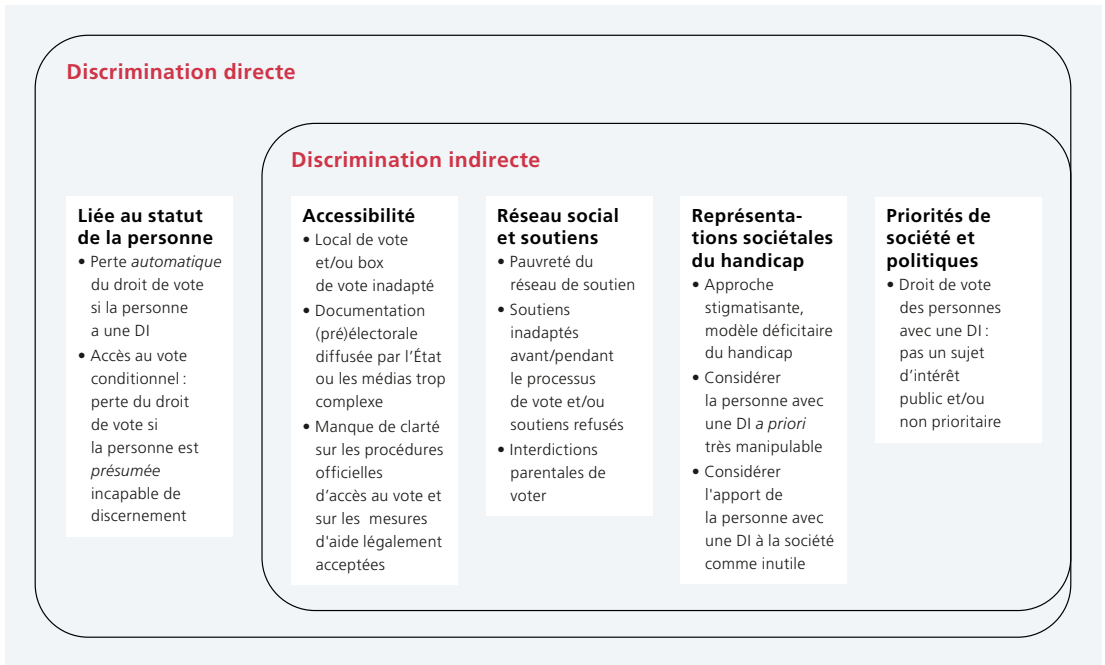 Discrimination directe
Discrimination indirecte
Liée au statut
de la personne
• Perte automatique
du droit de vote
si la personne
a une DI
• Accès au vote
conditionnel :
perte du droit
de vote si
la personne est
présumée
incapable de
discernement
Accessibilité
• Local de vote
et/ou box
de vote inadapté
• Documentation
(pré)électorale
diffusée par l’État
ou les médias trop
complexe
• Manque de clarté
sur les procédures
officielles
d’accès au vote et
sur les mesures
d'aide légalement
acceptées
Réseau social
et soutiens
• Pauvreté du
réseau de soutien
• Soutiens
inadaptés
avant/pendant
le processus
de vote et/ou
soutiens refusés
• Interdictions
parentales de
voter
Représenta-
tions sociétales
du handicap
• Approche
stigmatisante,
modèle déficitaire
du handicap
• Considérer
la personne avec
une DI a priori
très manipulable
• Considérer
l'apport de
la personne avec
une DI à la société
comme inutile
Priorités de
société et
politiques
• Droit de vote
des personnes
avec une DI :
pas un sujet
d’intérêt
public et/ou
non prioritaire